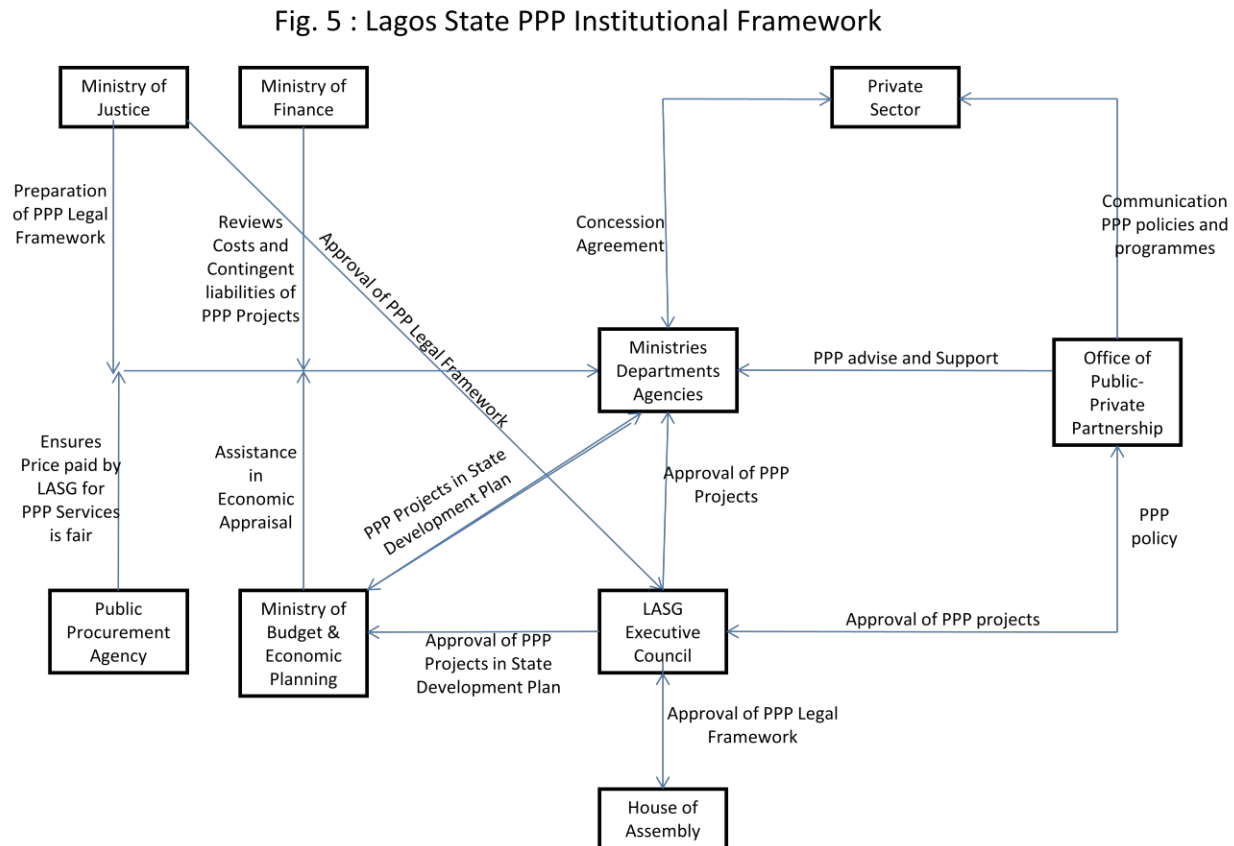 Fig. 5 : Lagos State PPP Institutional Framework
Ministry of
Justice
Ministry of
Finance
Private
Sector
Preparation
of PPP Legal
Framework
Reviews
Costs and
Contingent
liabilities of
PPP Projects
Approval of PPP Legal Framework
Concession
Agreement
Communication
PPP policies and
programmes
Ministries
Departments
Agencies
PPP advise and Support
Office of
Public-
Private
Partnership
Ensures
Price paid by
LASG for
PPP Services
is fair
Assistance
in
Economic
Appraisal
PPP Projects in State
Development Plan
Approval of PPP
Projects
PPP
policy
Public
Procurement
Agency
Ministry of
Budget &
Economic
Planning
Approval of PPP
Projects in State
Development Plan
LASG
Executive
Council
Approval of PPP projects
Approval of PPP Legal
Framework
House of
Assembly